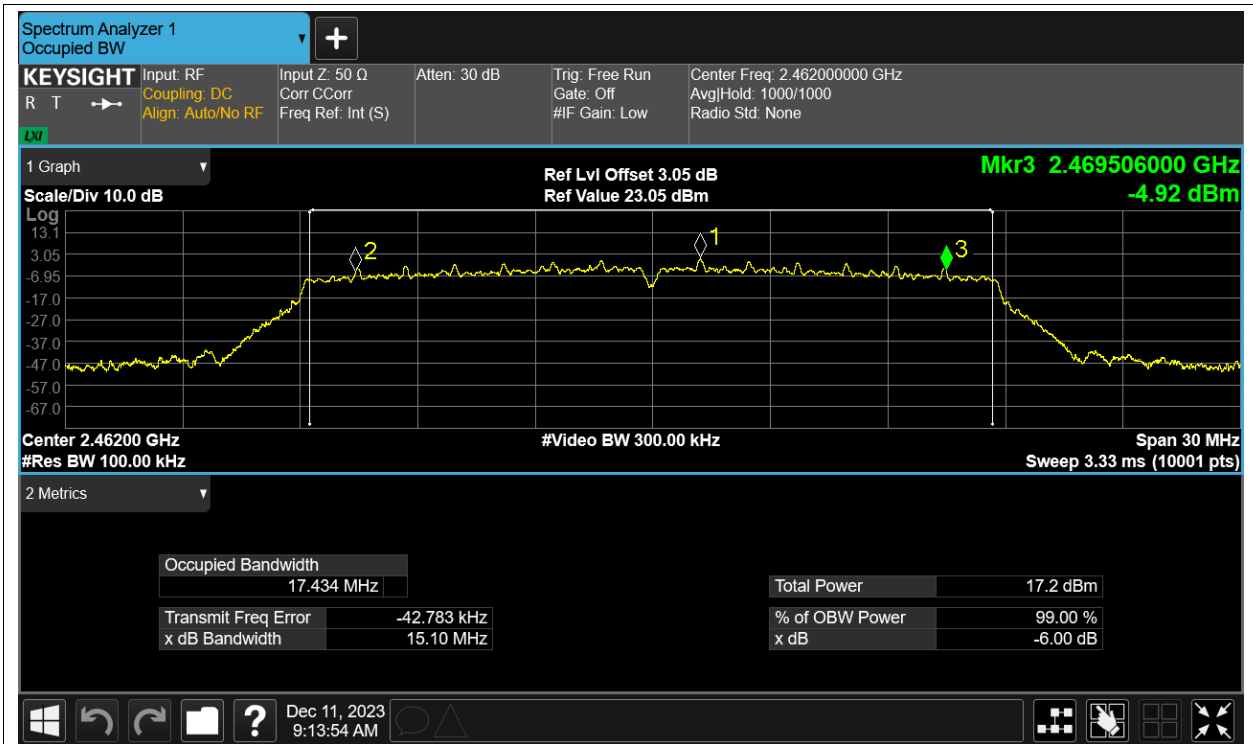 Spectrum Analyzer 1
Occupied BW
KEYSIGHT
R T
LXI
Input: RF
Coupling: DC
Align: Auto/No RF
Input Z: 50 Ω
Corr CCorr
Freq Ref: Int (S)
Atten: 30 dB
Trig: Free Run
Gate: Off
#IF Gain: Low
Center Freq: 2.462000000 GHz
Avg|Hold: 1000/1000
Radio Std: None
1 Graph
Scale/Div 10.0 dB
Ref Lvl Offset 3.05 dB
Ref Value 23.05 dBm
Mkr3 2.469506000 GHz
-4.92 dBm
Log
13.1
3.05
-6.95
-17.0
-27.0
-37.0
-47.0
-57.0
-67.0
2
1
3
Center 2.46200 GHz
#Res BW 100.00 kHz
#Video BW 300.00 kHz
Span 30 MHz
Sweep 3.33 ms (10001 pts)
2 Metrics
Occupied Bandwidth
17.434 MHz
Transmit Freq Error -42.783 kHz
x dB Bandwidth 15.10 MHz
Total Power 17.2 dBm
% of OBW Power 99.00 %
x dB -6.00 dB
?
Dec 11, 2023
9:13:54 AM